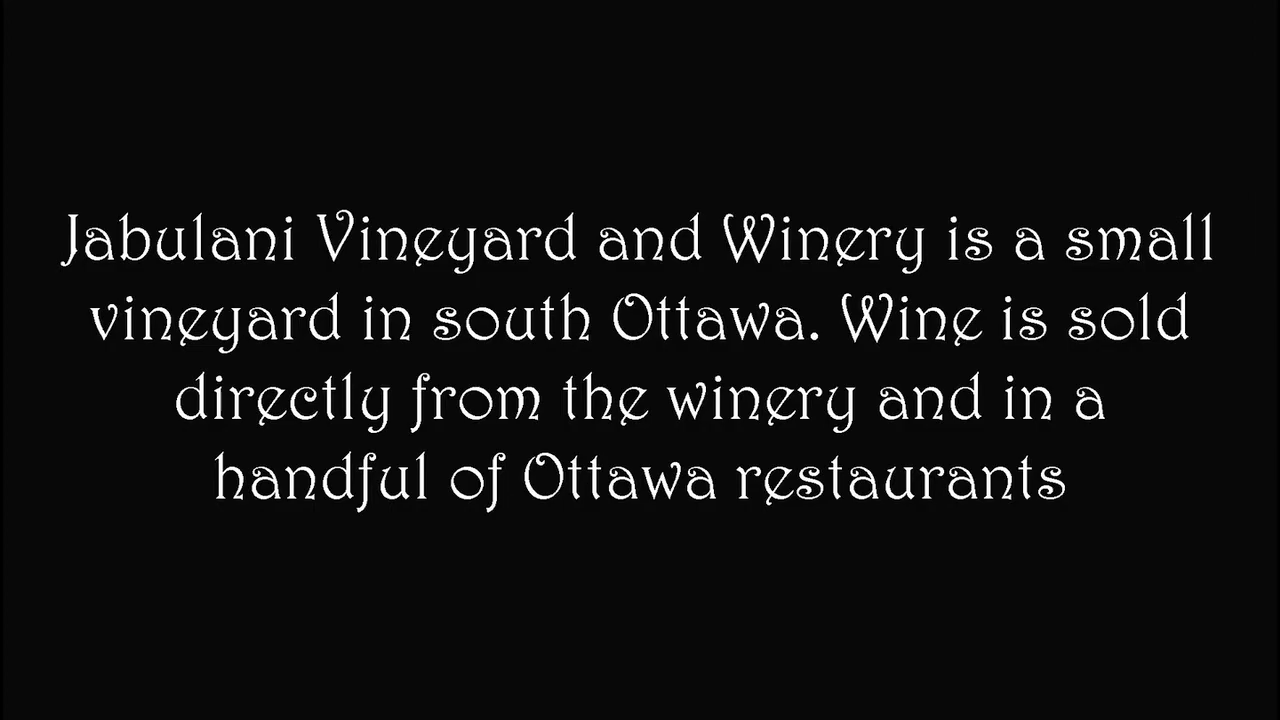 Jabulani Vineyard and Winery is a small
vineyard in south Ottawa. Wine is sold
directly from the winery and in a
handful of Ottawa restaurants